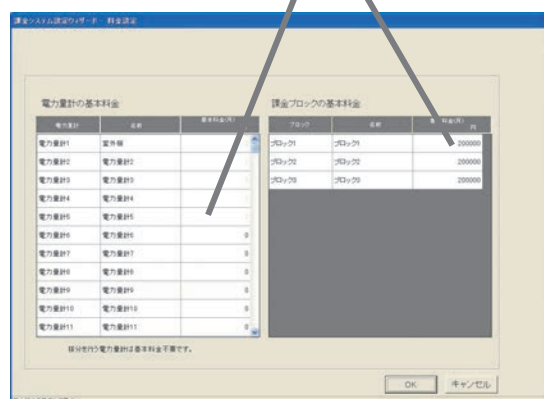 課金システム設定ウィザード - 料金設定
電力量計の基本料金
電力量計 名称 基本料金(月)
電力量計1 室外機
電力量計2 電力量計2
電力量計3 電力量計3
電力量計4 電力量計4
電力量計5 電力量計5
電力量計6 電力量計6 0
電力量計7 電力量計7 0
電力量計8 電力量計8 0
電力量計9 電力量計9 0
電力量計10 電力量計10 0
電力量計11 電力量計11 0
課金ブロックの基本料金
ブロック 名称 料金(月)
円
ブロック1 ブロック1 200000
ブロック2 ブロック2 200000
ブロック3 ブロック3 200000
按分を行う電力量計は基本料金不要です。
OK キャンセル